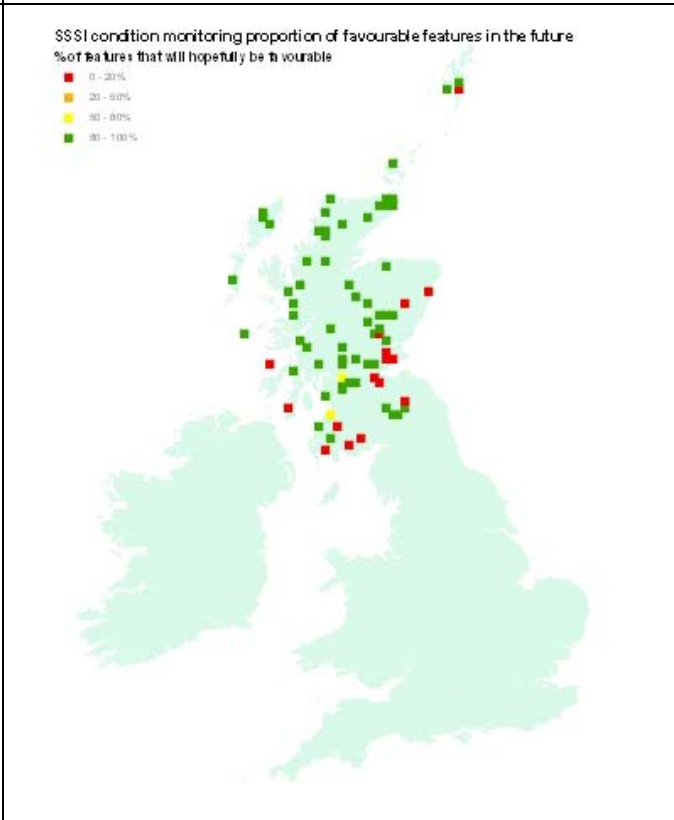 SSSI condition monitoring proportion of favourable features in the future
% of features that will hopefully be favourable
0 - 20%
20 - 50%
50 - 80%
80 - 100%